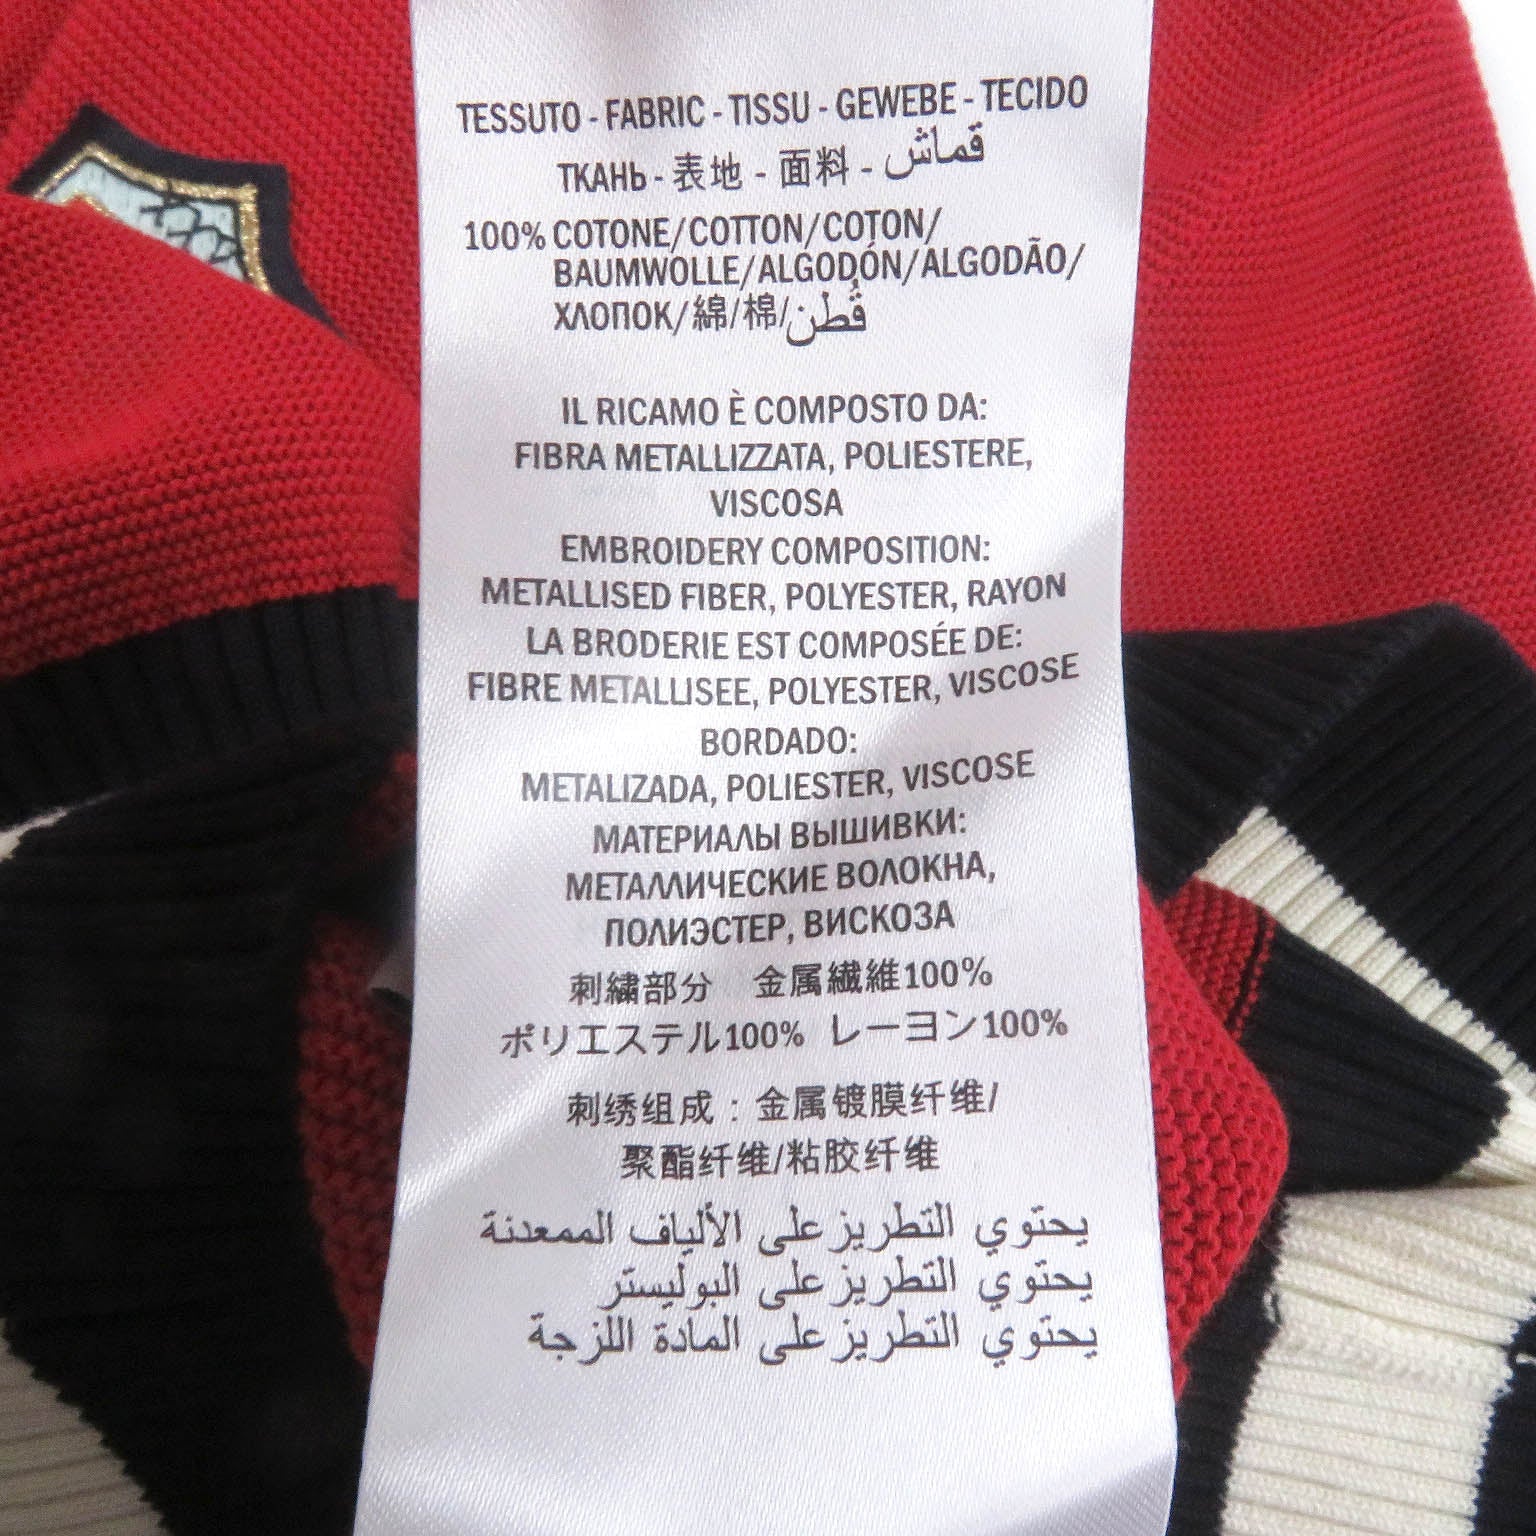 TESSUTO - FABRIC - TISSU - GEWEBE - TECIDO
ТКАНЬ - 表地 - 面料 - قماش
100% COTONE/COTTON/COTON/
BAUMWOLLE/ALGODÓN/ALGODÃO/
ХЛОПОК/綿/棉/قُطن
IL RICAMO È COMPOSTO DA:
FIBRA METALLIZZATA, POLIESTERE,
VISCOSA
EMBROIDERY COMPOSITION:
METALLISED FIBER, POLYESTER, RAYON
LA BRODERIE EST COMPOSÉE DE:
FIBRE METALLISEE, POLYESTER, VISCOSE
BORDADO:
METALIZADA, POLIESTER, VISCOSE
МАТЕРИАЛЫ ВЫШИВКИ:
МЕТАЛЛИЧЕСКИЕ ВОЛОКНА,
ПОЛИЭСТЕР, ВИСКОЗА
刺繍部分 金属繊維100%
ポリエステル100% レーヨン100%
刺绣组成：金属镀膜纤维/
聚酯纤维/粘胶纤维
يحتوي التطريز على الألياف الممعدنة
يحتوي التطريز على البوليستر
يحتوي التطريز على المادة اللزجة